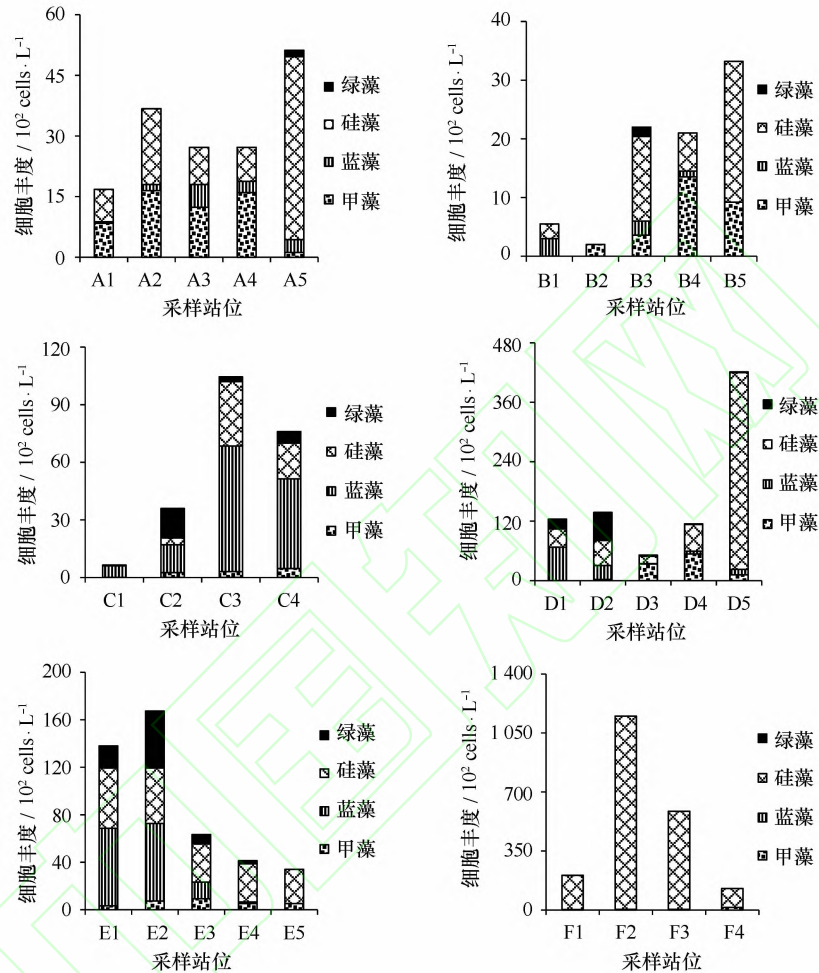 细胞丰度 / 10² cells· L⁻¹
60
45
30
15
0
A1 A2 A3 A4 A5
采样站位
绿藻
硅藻
蓝藻
甲藻
细胞丰度 / 10² cells· L⁻¹
40
30
20
10
0
B1 B2 B3 B4 B5
采样站位
绿藻
硅藻
蓝藻
甲藻
细胞丰度 / 10² cells· L⁻¹
120
90
60
30
0
C1 C2 C3 C4
采样站位
绿藻
硅藻
蓝藻
甲藻
细胞丰度 / 10² cells· L⁻¹
480
360
240
120
0
D1 D2 D3 D4 D5
采样站位
绿藻
硅藻
蓝藻
甲藻
细胞丰度 / 10² cells· L⁻¹
200
160
120
80
40
0
E1 E2 E3 E4 E5
采样站位
绿藻
硅藻
蓝藻
甲藻
细胞丰度 / 10² cells· L⁻¹
1 400
1 050
700
350
0
F1 F2 F3 F4
采样站位
绿藻
硅藻
蓝藻
甲藻